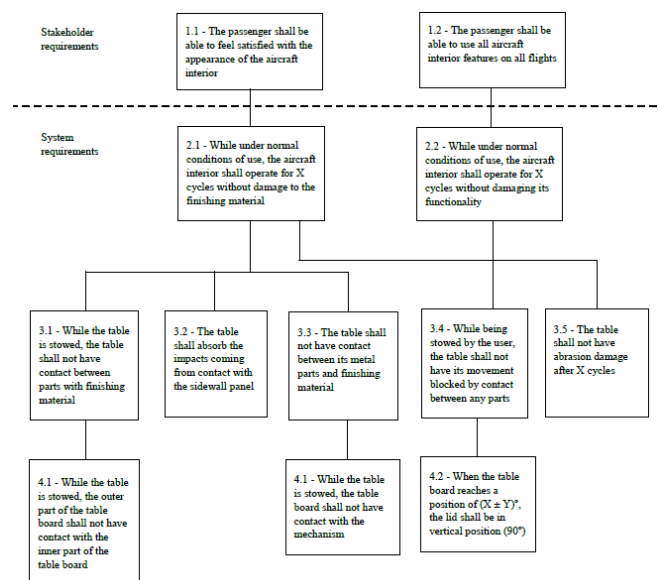 Stakeholder
requirements
1.1 - The passenger shall be
able to feel satisfied with the
appearance of the aircraft
interior
1.2 - The passenger shall be
able to use all aircraft
interior features on all flights
System
requirements
2.1 - While under normal
conditions of use, the aircraft
interior shall operate for X
cycles without damage to the
finishing material
2.2 - While under normal
conditions of use, the aircraft
interior shall operate for X
cycles without damaging its
functionality
3.1 - While the table
is stowed, the table
shall not have
contact between
parts with finishing
material
3.2 - The table
shall absorb the
impacts coming
from contact with
the sidewall panel
3.3 - The table shall
not have contact
between its metal
parts and finishing
material
3.4 - While being
stowed by the user,
the table shall not
have its movement
blocked by contact
between any parts
3.5 - The table
shall not have
abrasion damage
after X cycles
4.1 - While the table
is stowed, the outer
part of the table
board shall not have
contact with the
inner part of the
table board
4.1 - While the table
is stowed, the table
board shall not have
contact with the
mechanism
4.2 - When the table
board reaches a
position of (X ± Y)°,
the lid shall be in
vertical position (90°)